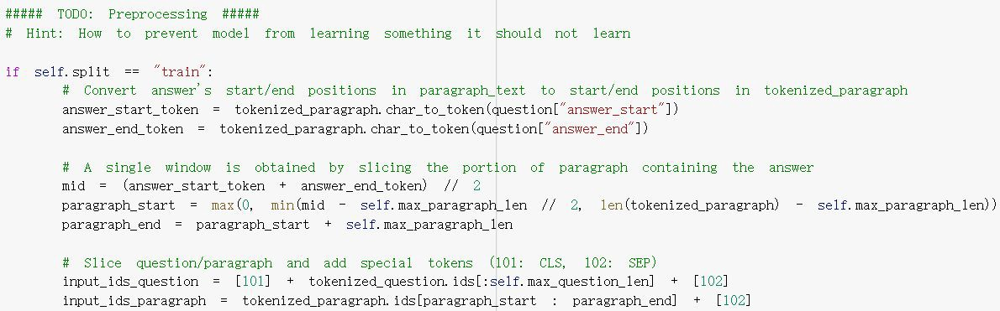 ##### TODO: Preprocessing #####
# Hint: How to prevent model from learning something it should not learn

if self.split == "train":
        # Convert answer's start/end positions in paragraph_text to start/end positions in tokenized_paragraph
        answer_start_token = tokenized_paragraph.char_to_token(question["answer_start"])
        answer_end_token = tokenized_paragraph.char_to_token(question["answer_end"])

        # A single window is obtained by slicing the portion of paragraph containing the answer
        mid = (answer_start_token + answer_end_token) // 2
        paragraph_start = max(0, min(mid - self.max_paragraph_len // 2, len(tokenized_paragraph) - self.max_paragraph_len))
        paragraph_end = paragraph_start + self.max_paragraph_len

        # Slice question/paragraph and add special tokens (101: CLS, 102: SEP)
        input_ids_question = [101] + tokenized_question.ids[:self.max_question_len] + [102]
        input_ids_paragraph = tokenized_paragraph.ids[paragraph_start : paragraph_end] + [102]